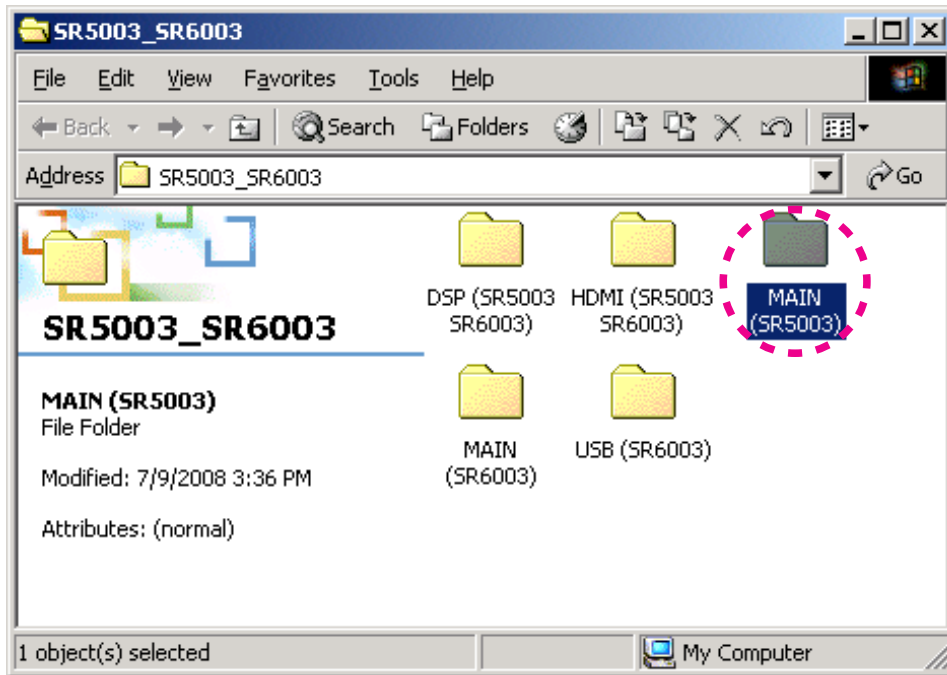 SR5003_SR6003
File Edit View Favorites Tools Help
Back Search Folders
Address SR5003_SR6003 Go
SR5003_SR6003
MAIN (SR5003)
File Folder
Modified: 7/9/2008 3:36 PM
Attributes: (normal)
DSP (SR5003
SR6003)
HDMI (SR5003
SR6003)
MAIN
(SR5003)
MAIN
(SR6003)
USB (SR6003)
1 object(s) selected
My Computer